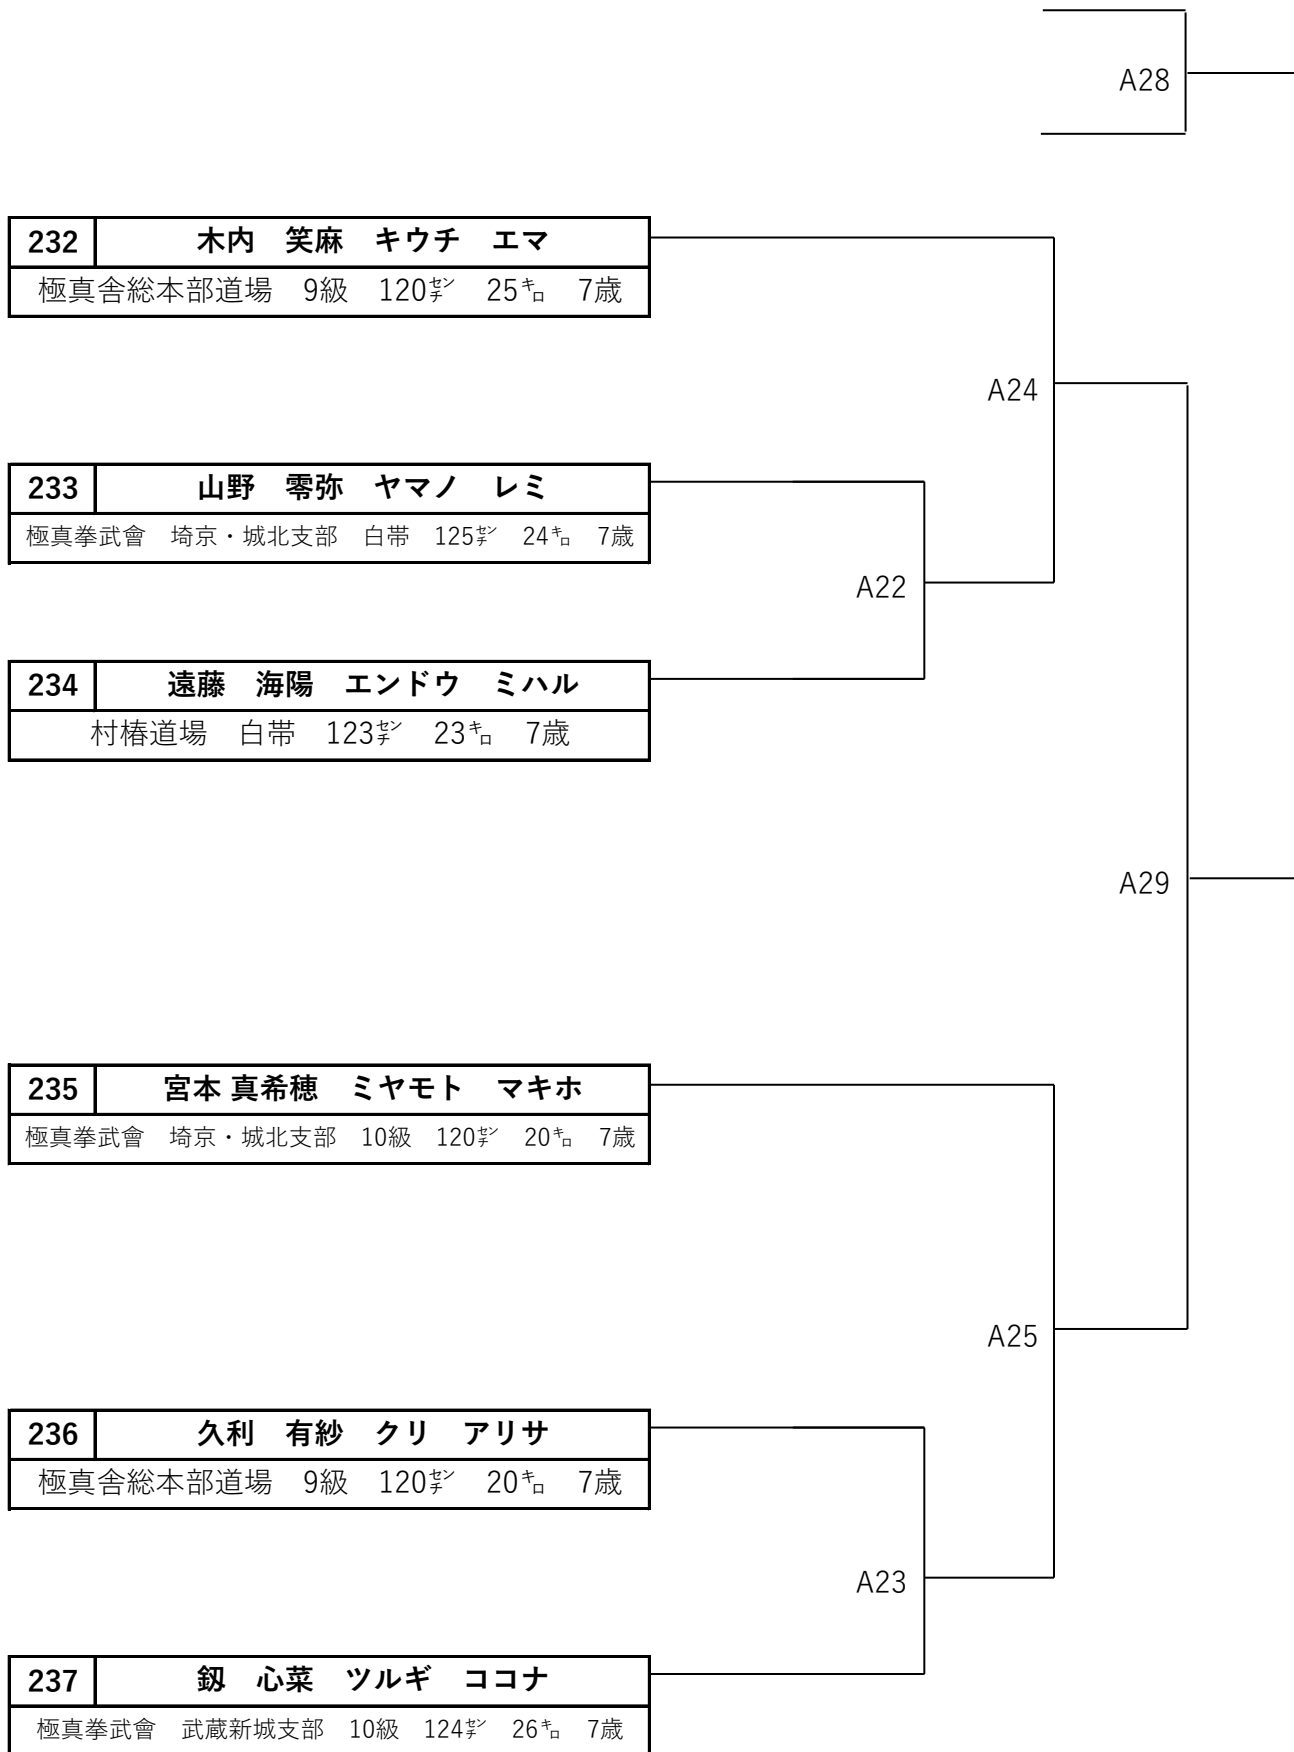 A28
232 木内 笑麻 キウチ エマ
極真舎総本部道場 9級 120㌢ 25㌔ 7歳
A24
233 山野 零弥 ヤマノ レミ
極真拳武會 埼京・城北支部 白帯 125㌢ 24㌔ 7歳
A22
234 遠藤 海陽 エンドウ ミハル
村椿道場 白帯 123㌢ 23㌔ 7歳
A29
235 宮本 真希穂 ミヤモト マキホ
極真拳武會 埼京・城北支部 10級 120㌢ 20㌔ 7歳
A25
236 久利 有紗 クリ アリサ
極真舎総本部道場 9級 120㌢ 20㌔ 7歳
A23
237 釼 心菜 ツルギ ココナ
極真拳武會 武蔵新城支部 10級 124㌢ 26㌔ 7歳